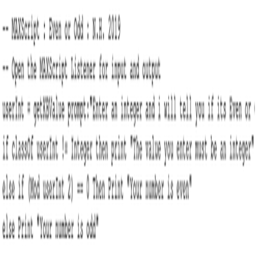 -- MAXScript : Even or Odd : N.H. 2019
-- Open the MAXScript Listener for input and output
userInt = getKBValue prompt:"Enter an integer and i will tell you if its Even or
if classOf userInt != Integer then print "The value you enter must be an integer"
else if (Mod userInt 2) == 0 Then Print "Your number is even"
else Print "Your number is odd"